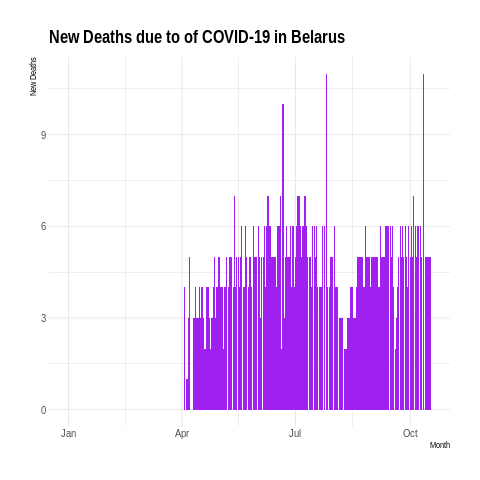 New Deaths due to of COVID-19 in Belarus
New Deaths
9
6
3
0
Jan Apr Jul Oct
Month